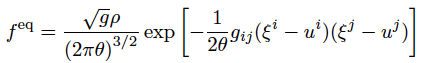 f^{eq} = \frac{\sqrt{g}\rho}{(2\pi\theta)^{3/2}} \exp\left[-\frac{1}{2\theta} g_{ij}(\xi^i - u^i)(\xi^j - u^j)\right]